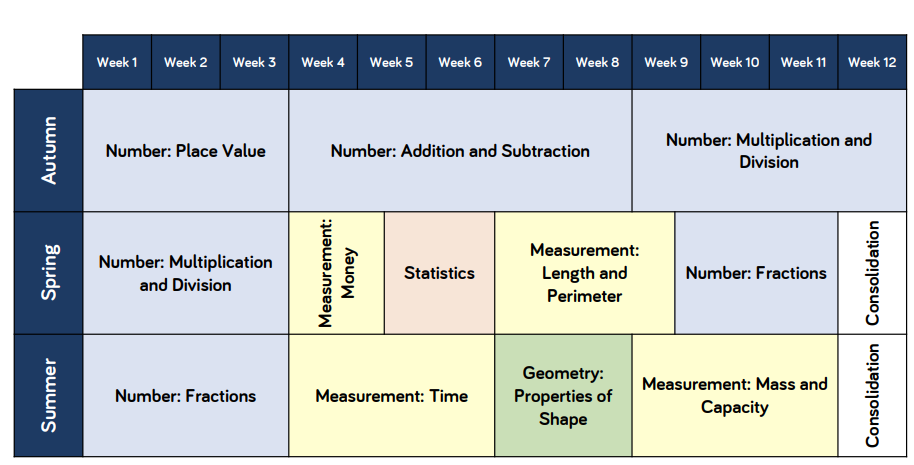 Week 1 Week 2 Week 3 Week 4 Week 5 Week 6 Week 7 Week 8 Week 9 Week 10 Week 11 Week 12
Autumn
Number: Place Value
Number: Addition and Subtraction
Number: Multiplication and
Division
Spring
Number: Multiplication
and Division
Measurement:
Money
Statistics
Measurement:
Length and
Perimeter
Number: Fractions
Consolidation
Summer
Number: Fractions
Measurement: Time
Geometry:
Properties of
Shape
Measurement: Mass and
Capacity
Consolidation